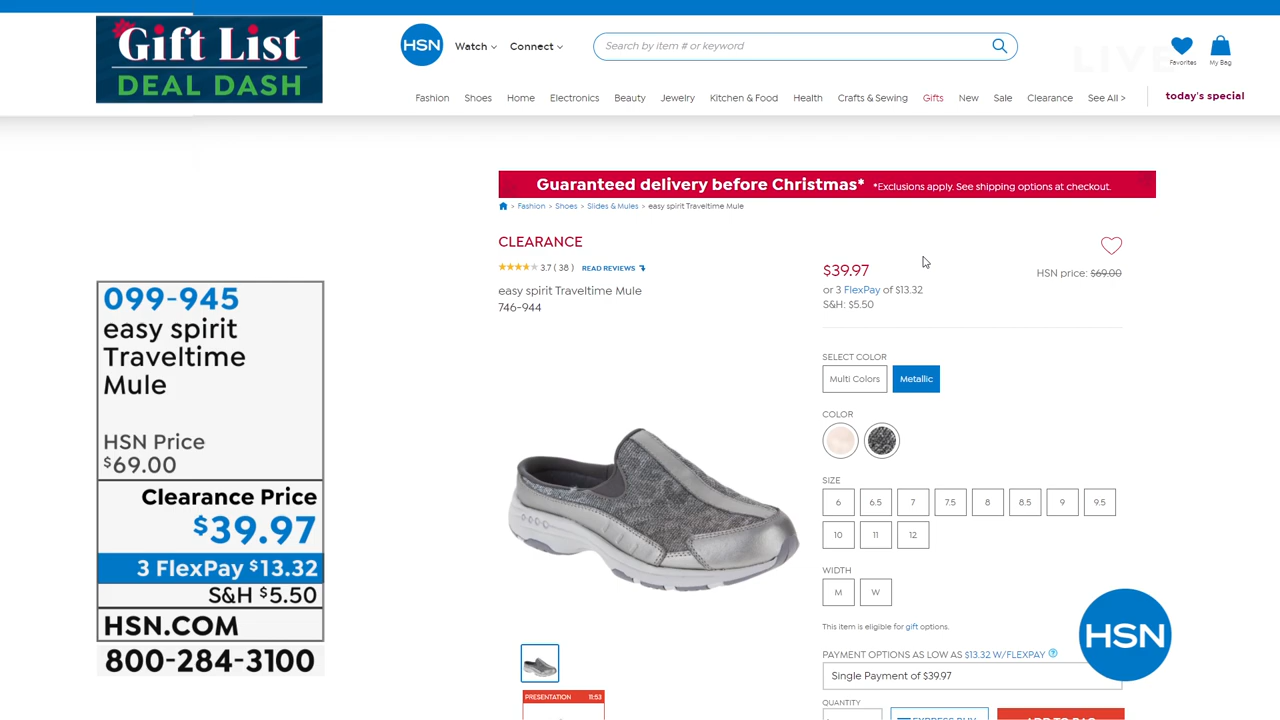 Gift List
DEAL DASH
HSN
Watch
Connect
Search by item # or keyword
LIVE
Favorites
My Bag
Fashion
Shoes
Home
Electronics
Beauty
Jewelry
Kitchen & Food
Health
Crafts & Sewing
Gifts
New
Sale
Clearance
See All >
today's special
Guaranteed delivery before Christmas* *Exclusions apply. See shipping options at checkout.
> Fashion > Shoes > Slides & Mules > easy spirit Traveltime Mule
CLEARANCE
3.7 ( 38 ) READ REVIEWS
easy spirit Traveltime Mule
746-944
$39.97
HSN price: $69.00
or 3 FlexPay of $13.32
S&H: $5.50
SELECT COLOR
Multi Colors
Metallic
COLOR
SIZE
6
6.5
7
7.5
8
8.5
9
9.5
10
11
12
WIDTH
M
W
This item is eligible for gift options.
PAYMENT OPTIONS AS LOW AS $13.32 W/FLEXPAY ?
Single Payment of $39.97
QUANTITY
EXPRESS BUY
ADD TO BAG
PRESENTATION 11:53
HSN
099-945
easy spirit
Traveltime
Mule
HSN Price
$69.00
Clearance Price
$39.97
3 FlexPay $13.32
S&H $5.50
HSN.COM
800-284-3100